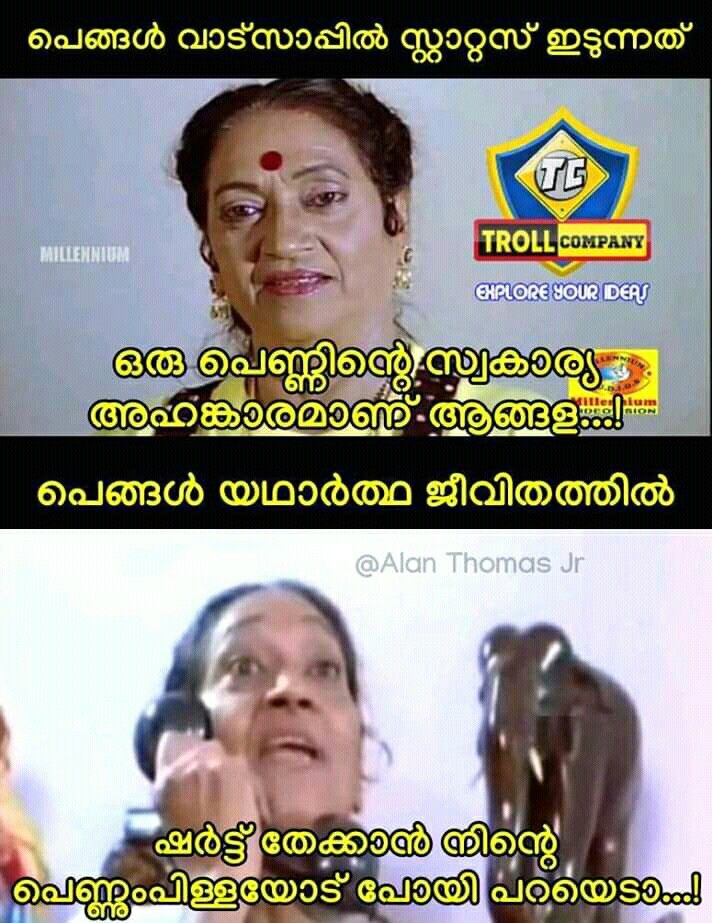 പെങ്ങൾ വാട്സാപ്പിൽ സ്റ്റാറ്റസ് ഇടുന്നത്
TC
TROLL COMPANY
EXPLORE YOUR IDEAS
MILLENNIUM
ഒരു പെണ്ണിന്റെ സ്വകാര്യ
അഹങ്കാരമാണ് ആങ്ങള...!
Millennium
പെങ്ങൾ യഥാർത്ഥ ജീവിതത്തിൽ
@Alan Thomas Jr
ഷർട്ട് തേക്കാൻ നിന്റെ
പെണ്ണുംപിള്ളയോട് പോയി പറയെടാ...!